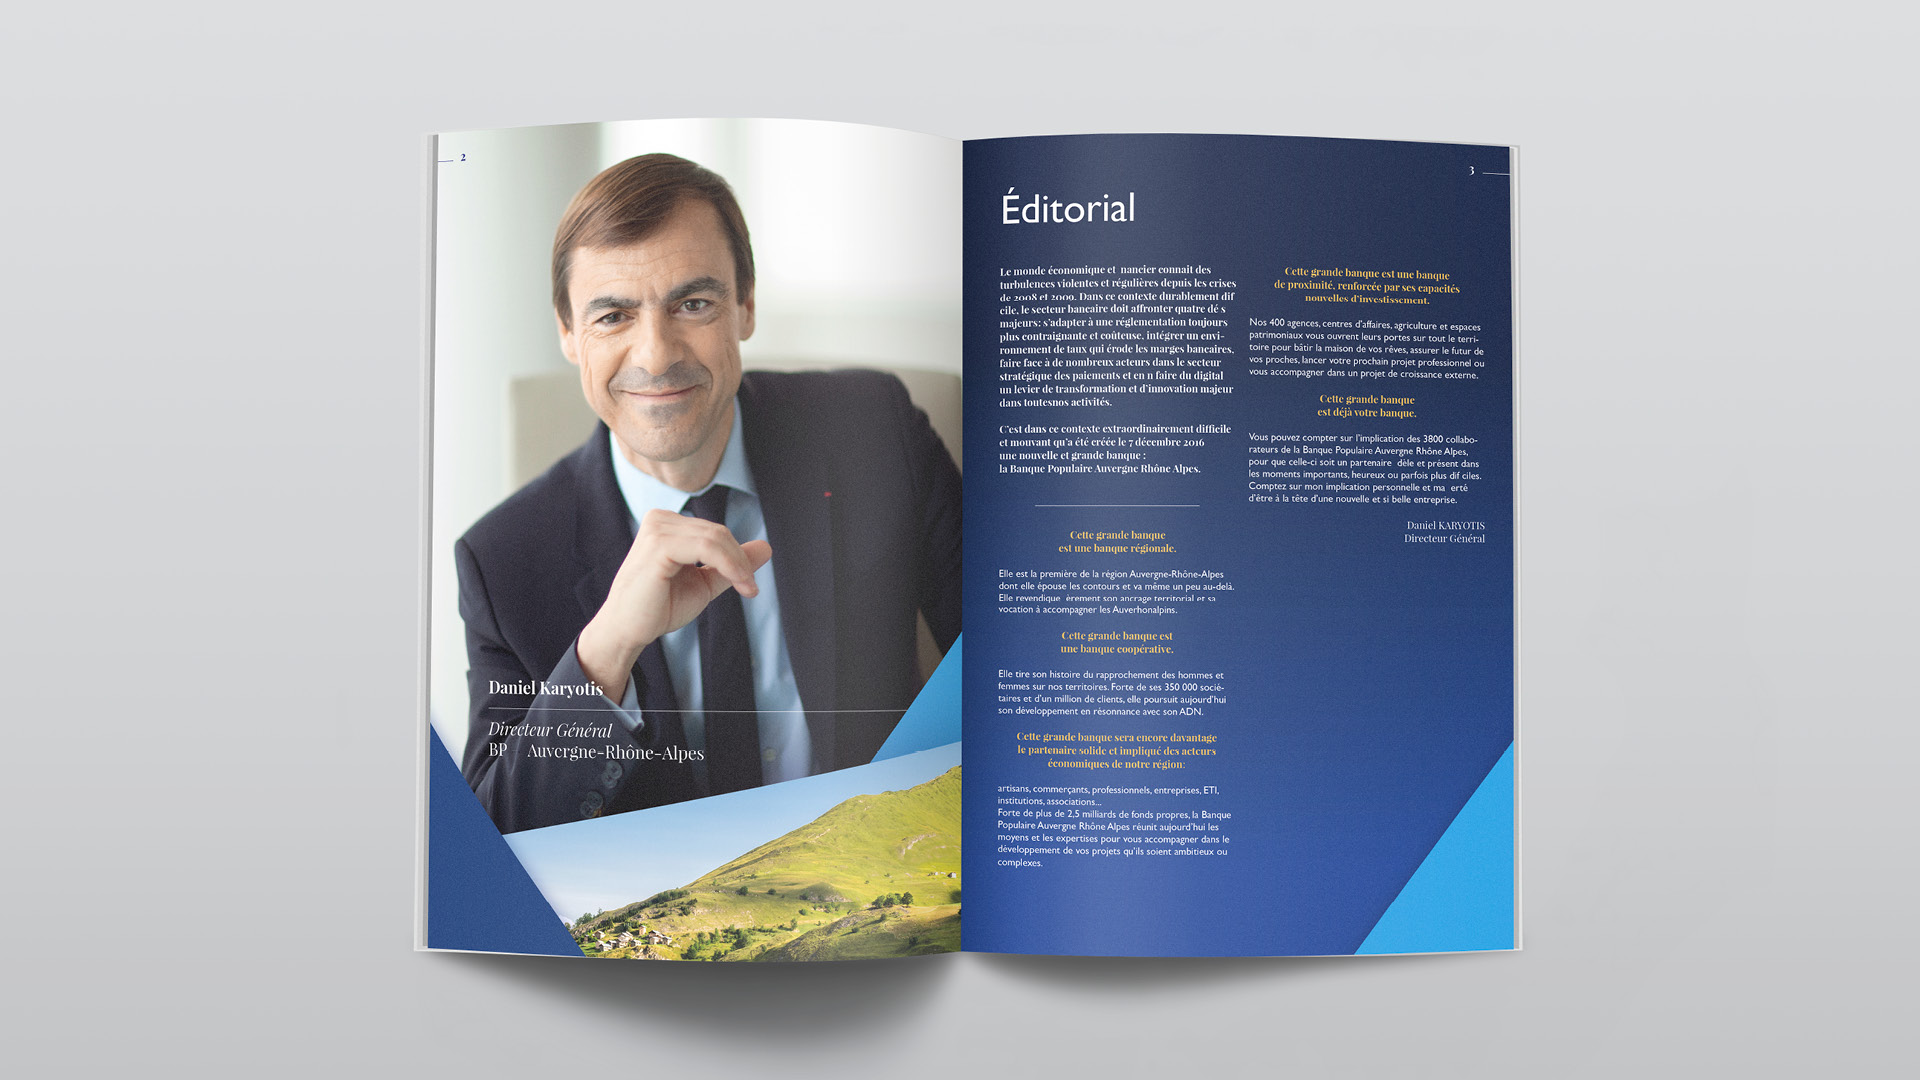 2
Daniel Karyotis
Directeur Général
BP Auvergne-Rhône-Alpes
3
Éditorial
Le monde économique et nancier connait des
turbulences violentes et régulières depuis les crises
de 2008 et 2009. Dans ce contexte durablement dif
cile, le secteur bancaire doit affronter quatre dé s
majeurs: s'adapter à une réglementation toujours
plus contraignante et coûteuse, intégrer un envi-
ronnement de taux qui érode les marges bancaires,
faire face à de nombreux acteurs dans le secteur
stratégique des paiements et en n faire du digital
un levier de transformation et d'innovation majeur
dans toutesnos activités.
C'est dans ce contexte extraordinairement difficile
et mouvant qu'a été créée le 7 décembre 2016
une nouvelle et grande banque :
la Banque Populaire Auvergne Rhône Alpes.
Cette grande banque
est une banque régionale.
Elle est la première de la région Auvergne-Rhône-Alpes
dont elle épouse les contours et va même un peu au-delà.
Elle revendique èrement son ancrage territorial et sa
vocation à accompagner les Auverhonalpins.
Cette grande banque est
une banque coopérative.
Elle tire son histoire du rapprochement des hommes et
femmes sur nos territoires. Forte de ses 350 000 socié-
taires et d'un million de clients, elle poursuit aujourd'hui
son développement en résonnance avec son ADN.
Cette grande banque sera encore davantage
le partenaire solide et impliqué des acteurs
économiques de notre région:
artisans, commerçants, professionnels, entreprises, ETI,
institutions, associations...
Forte de plus de 2,5 milliards de fonds propres, la Banque
Populaire Auvergne Rhône Alpes réunit aujourd'hui les
moyens et les expertises pour vous accompagner dans le
développement de vos projets qu'ils soient ambitieux ou
complexes.
Cette grande banque est une banque
de proximité, renforcée par ses capacités
nouvelles d'investissement.
Nos 400 agences, centres d'affaires, agriculture et espaces
patrimoniaux vous ouvrent leurs portes sur tout le terri-
toire pour bâtir la maison de vos rêves, assurer le futur de
vos proches, lancer votre prochain projet professionnel ou
vous accompagner dans un projet de croissance externe.
Cette grande banque
est déjà votre banque.
Vous pouvez compter sur l'implication des 3800 collabo-
rateurs de la Banque Populaire Auvergne Rhône Alpes,
pour que celle-ci soit un partenaire dèle et présent dans
les moments importants, heureux ou parfois plus dif ciles.
Comptez sur mon implication personnelle et ma erté
d'être à la tête d'une nouvelle et si belle entreprise.
Daniel KARYOTIS
Directeur Général